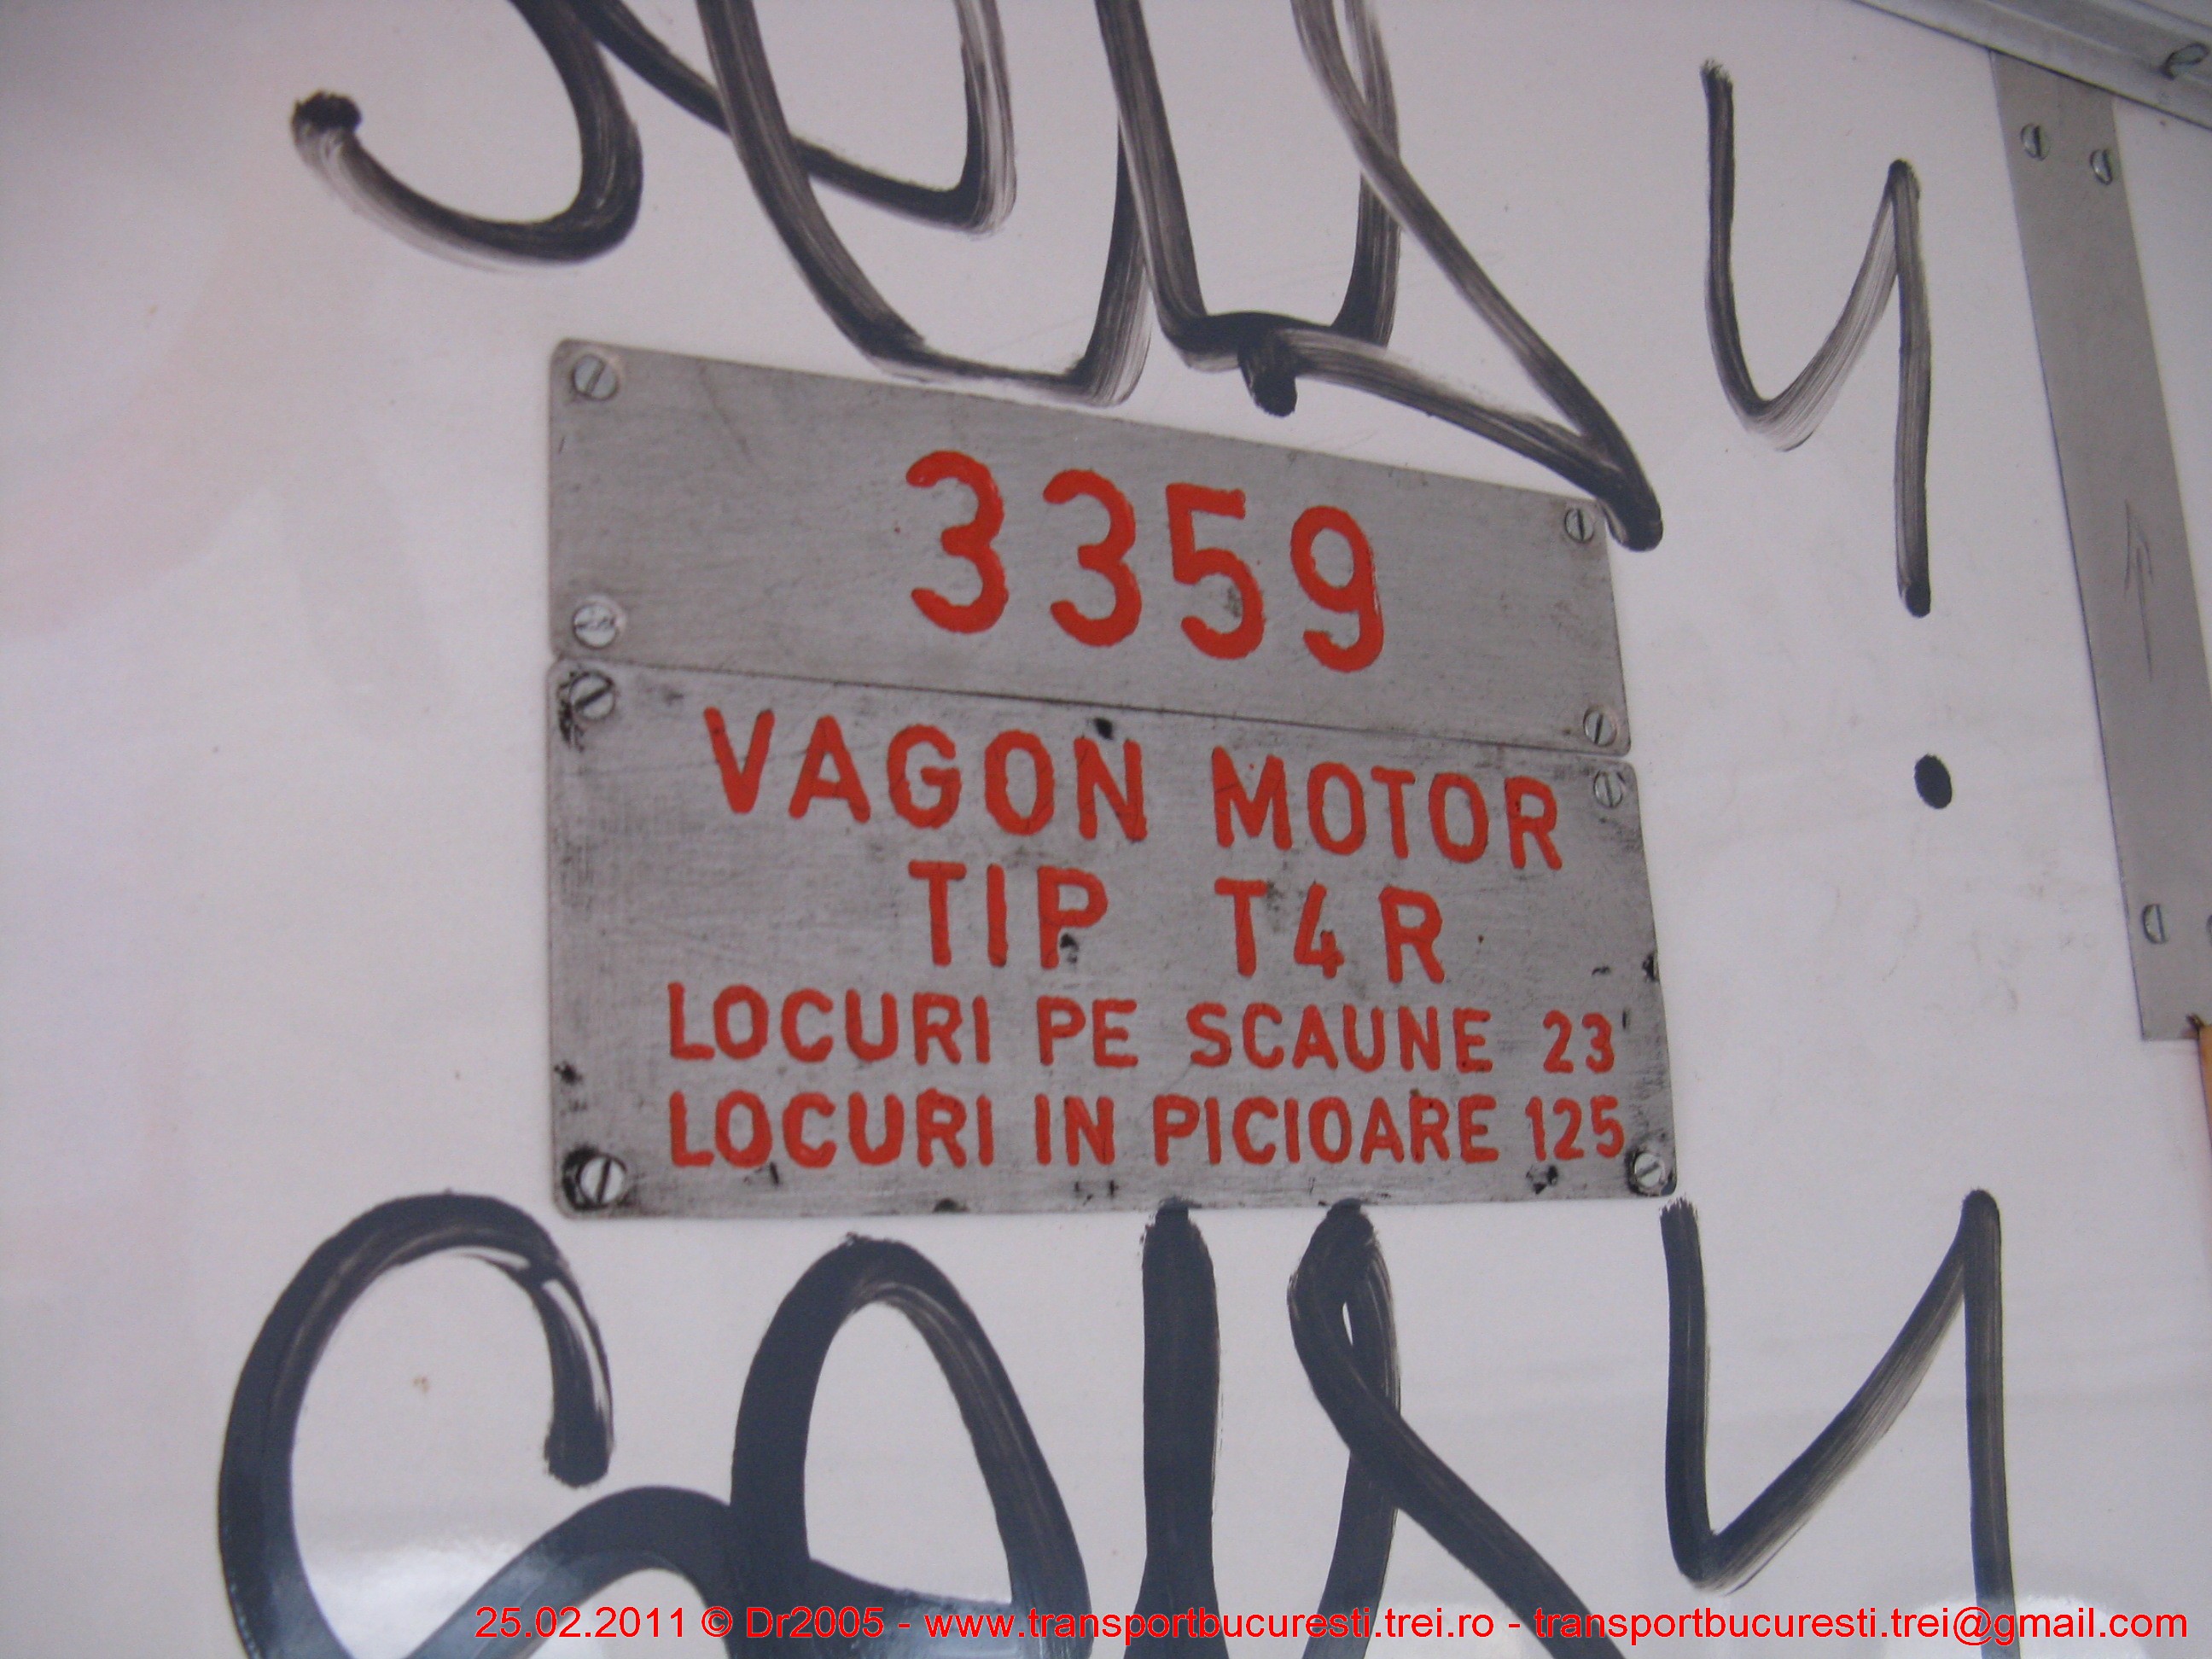 3359
VAGON MOTOR
TIP T4R
LOCURI PE SCAUNE 23
LOCURI IN PICIOARE 125
25.02.2011 © Dr2005 - www.transportbucuresti.trei.ro - transportbucuresti.trei@gmail.com